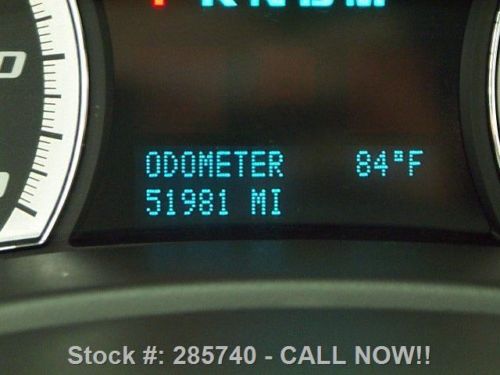 P R N D M
ODOMETER 84°F
51981 MI
Stock #: 285740 - CALL NOW!!